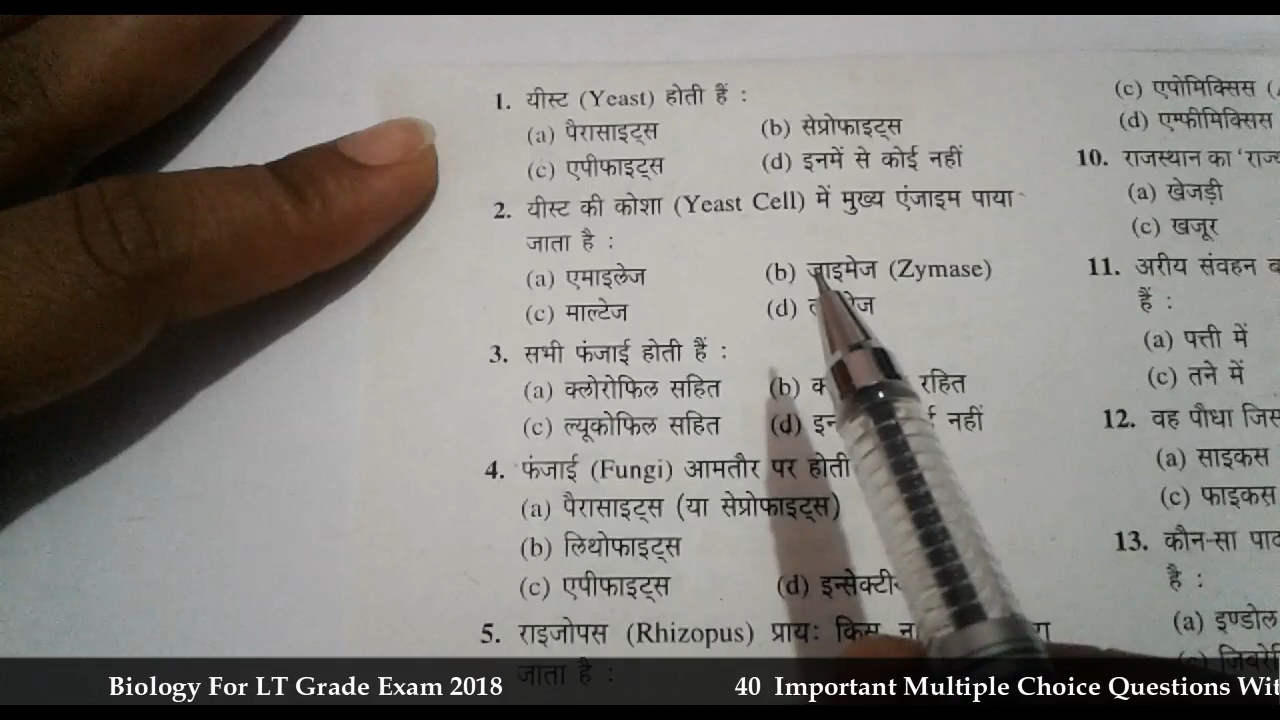 1. यीस्ट (Yeast) होती हैं :
(a) पैरासाइट्स (b) सेप्रोफाइट्स
(c) एपीफाइट्स (d) इनमें से कोई नहीं
2. यीस्ट की कोशा (Yeast Cell) में मुख्य एंजाइम पाया
जाता है :
(a) एमाइलेज (b) जाइमेज (Zymase)
(c) माल्टेज (d)
3. सभी फंजाई होती हैं :
(a) क्लोरोफिल सहित (b) रहित
(c) ल्यूकोफिल सहित (d) नहीं
4. फंजाई (Fungi) आमतौर पर होती
(a) पैरासाइट्स (या सेप्रोफाइट्स)
(b) लिथोफाइट्स
(c) एपीफाइट्स (d)
5. राइजोपस (Rhizopus) प्रायः किस
जाता है :
(c) एपोमिक्सिस
(d) एम्फीमिक्सिस
10. राजस्थान का
(a) खेजड़ी
(c) खजूर
11. अरीय संवहन
हैं :
(a) पत्ती में
(c) तने में
12. वह पौधा
(a) साइकस
(c) फाइकस
13. कौन-सा
है :
(a) इण्डोल
Biology For LT Grade Exam 2018 40 Important Multiple Choice Questions